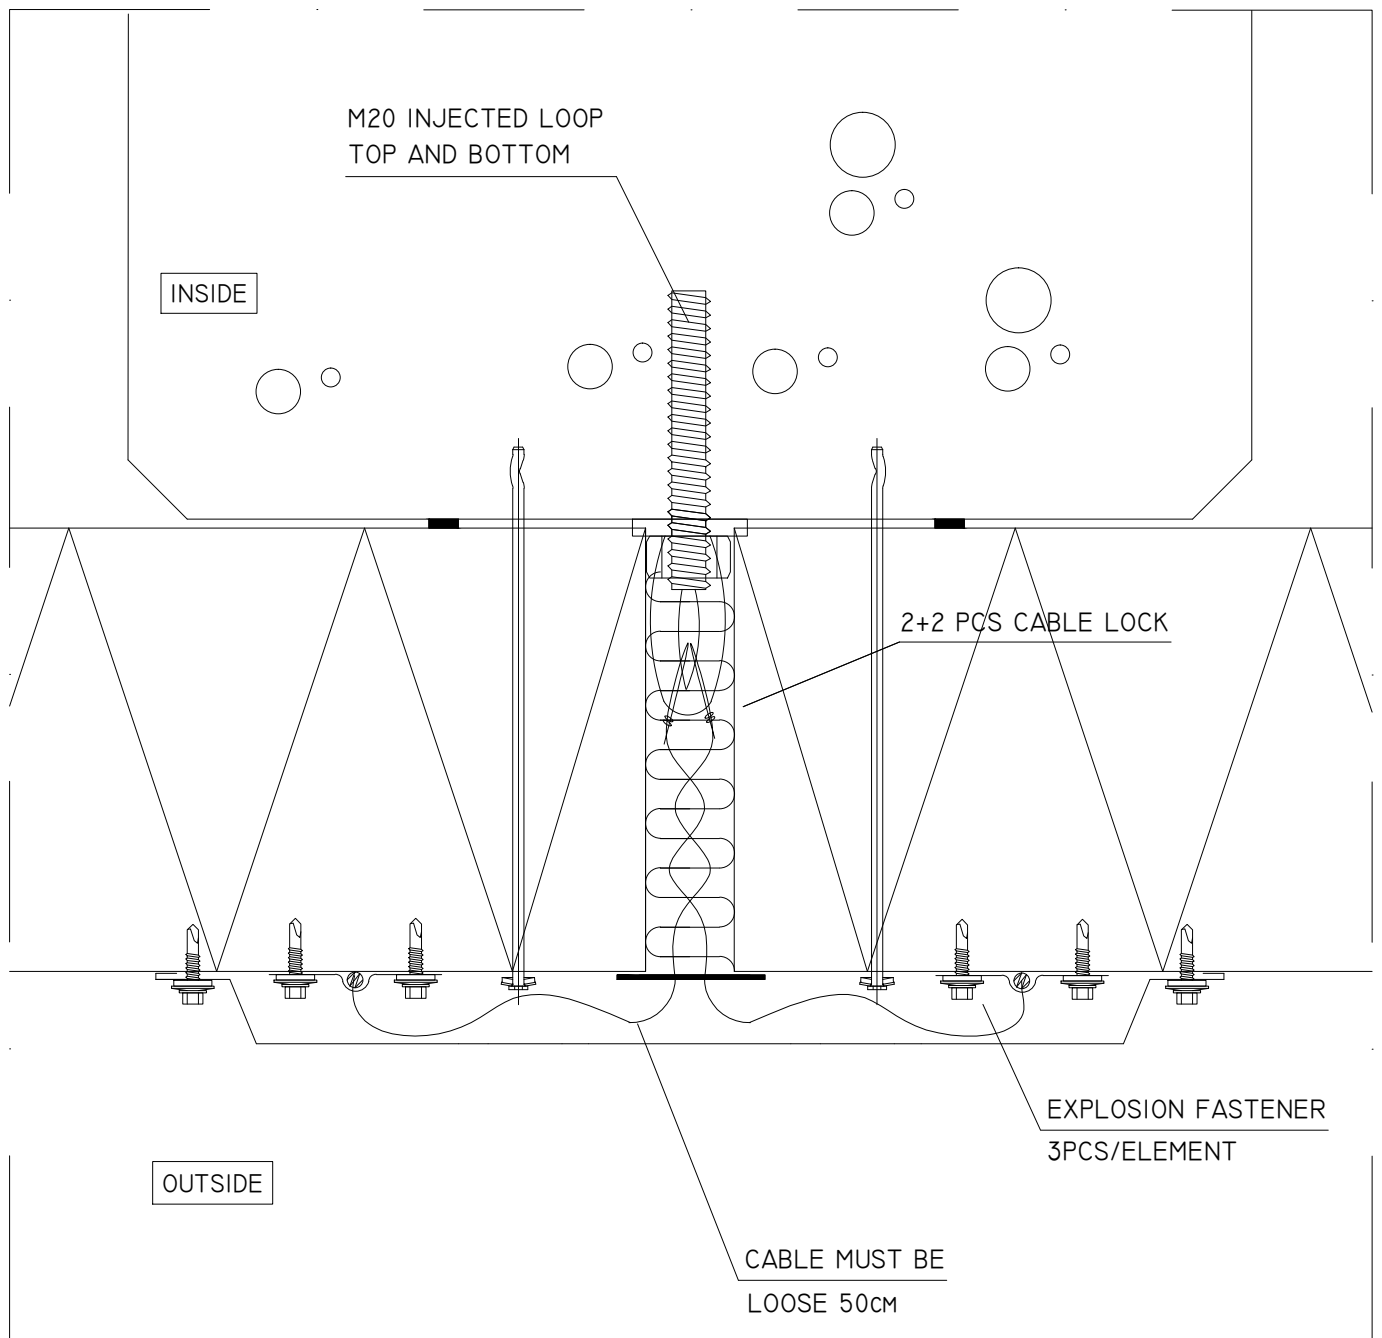 M20 INJECTED LOOP
TOP AND BOTTOM
INSIDE
2+2 PCS CABLE LOCK
EXPLOSION FASTENER
3PCS/ELEMENT
OUTSIDE
CABLE MUST BE
LOOSE 50CM